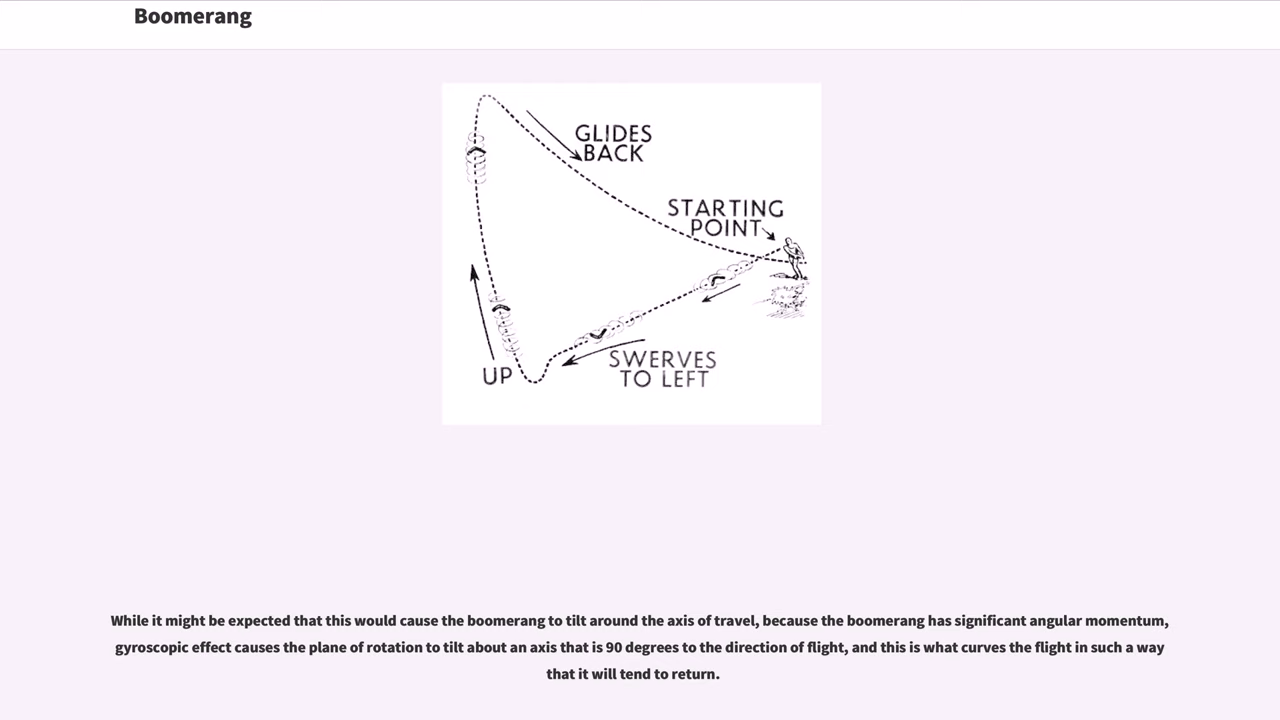 Boomerang
GLIDES
BACK
STARTING
POINT
UP
SWERVES
TO LEFT
While it might be expected that this would cause the boomerang to tilt around the axis of travel, because the boomerang has significant angular momentum,
gyroscopic effect causes the plane of rotation to tilt about an axis that is 90 degrees to the direction of flight, and this is what curves the flight in such a way
that it will tend to return.